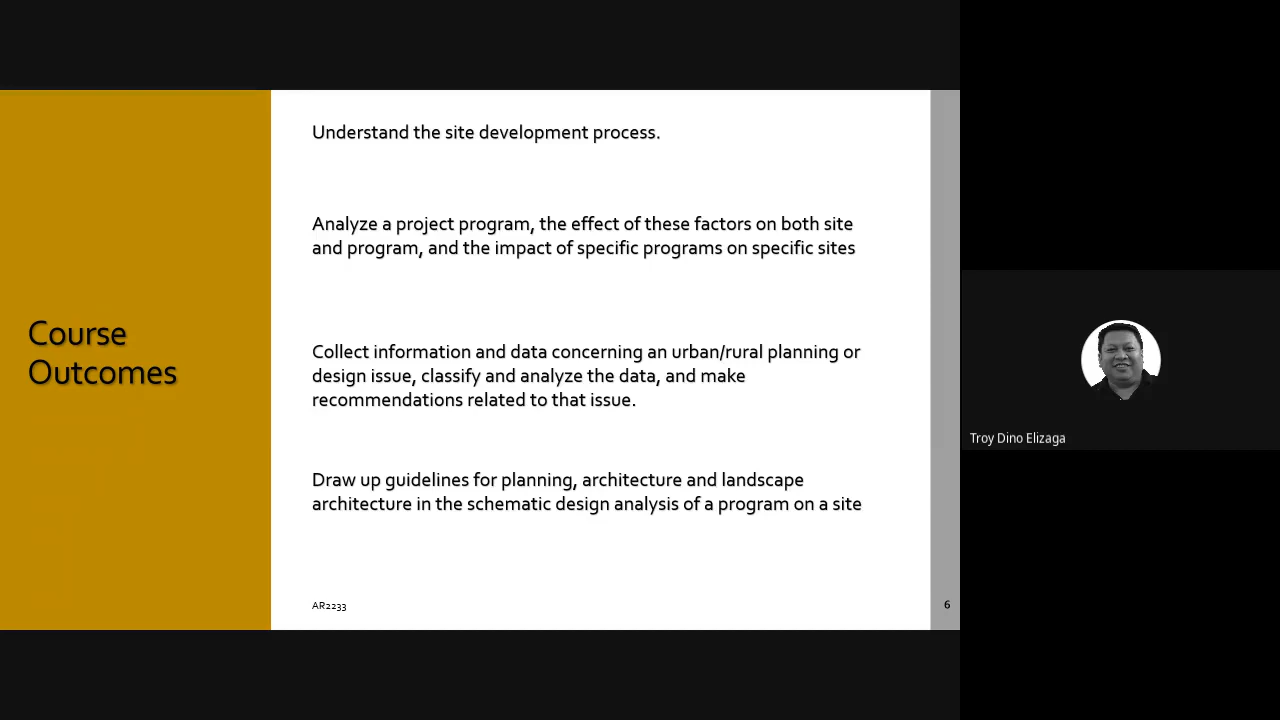 Course
Outcomes
Understand the site development process.
Analyze a project program, the effect of these factors on both site
and program, and the impact of specific programs on specific sites
Collect information and data concerning an urban/rural planning or
design issue, classify and analyze the data, and make
recommendations related to that issue.
Draw up guidelines for planning, architecture and landscape
architecture in the schematic design analysis of a program on a site
AR2233
6
Troy Dino Elizaga